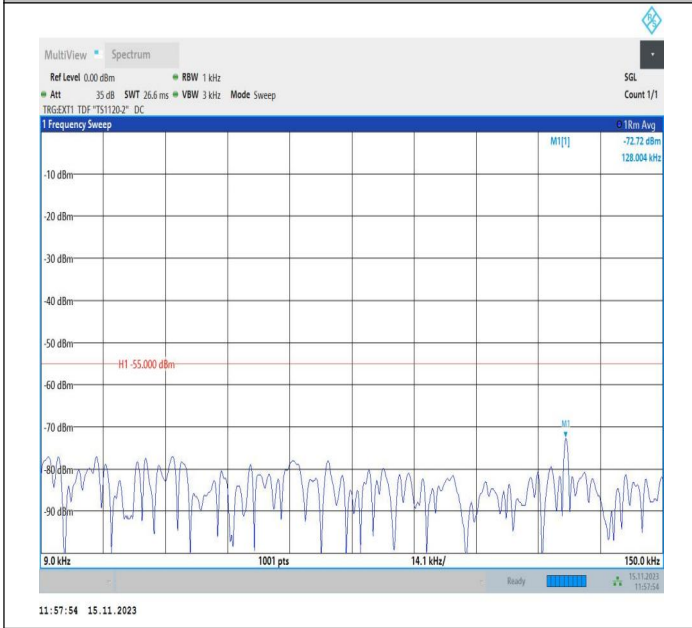 MultiView Spectrum
Ref Level 0.00 dBm RBW 1 kHz SGL
Att 35 dB SWT 26.6 ms VBW 3 kHz Mode Sweep Count 1/1
TRG:EXT1 TDF "TS1120-2" DC
1 Frequency Sweep 1Rm Avg
M1[1] -72.72 dBm
128.004 kHz
-10 dBm
-20 dBm
-30 dBm
-40 dBm
-50 dBm
H1 -55.000 dBm
-60 dBm
-70 dBm
M1
-80 dBm
-90 dBm
9.0 kHz 1001 pts 14.1 kHz/ 150.0 kHz
Ready 15.11.2023
11:57:54
11:57:54 15.11.2023